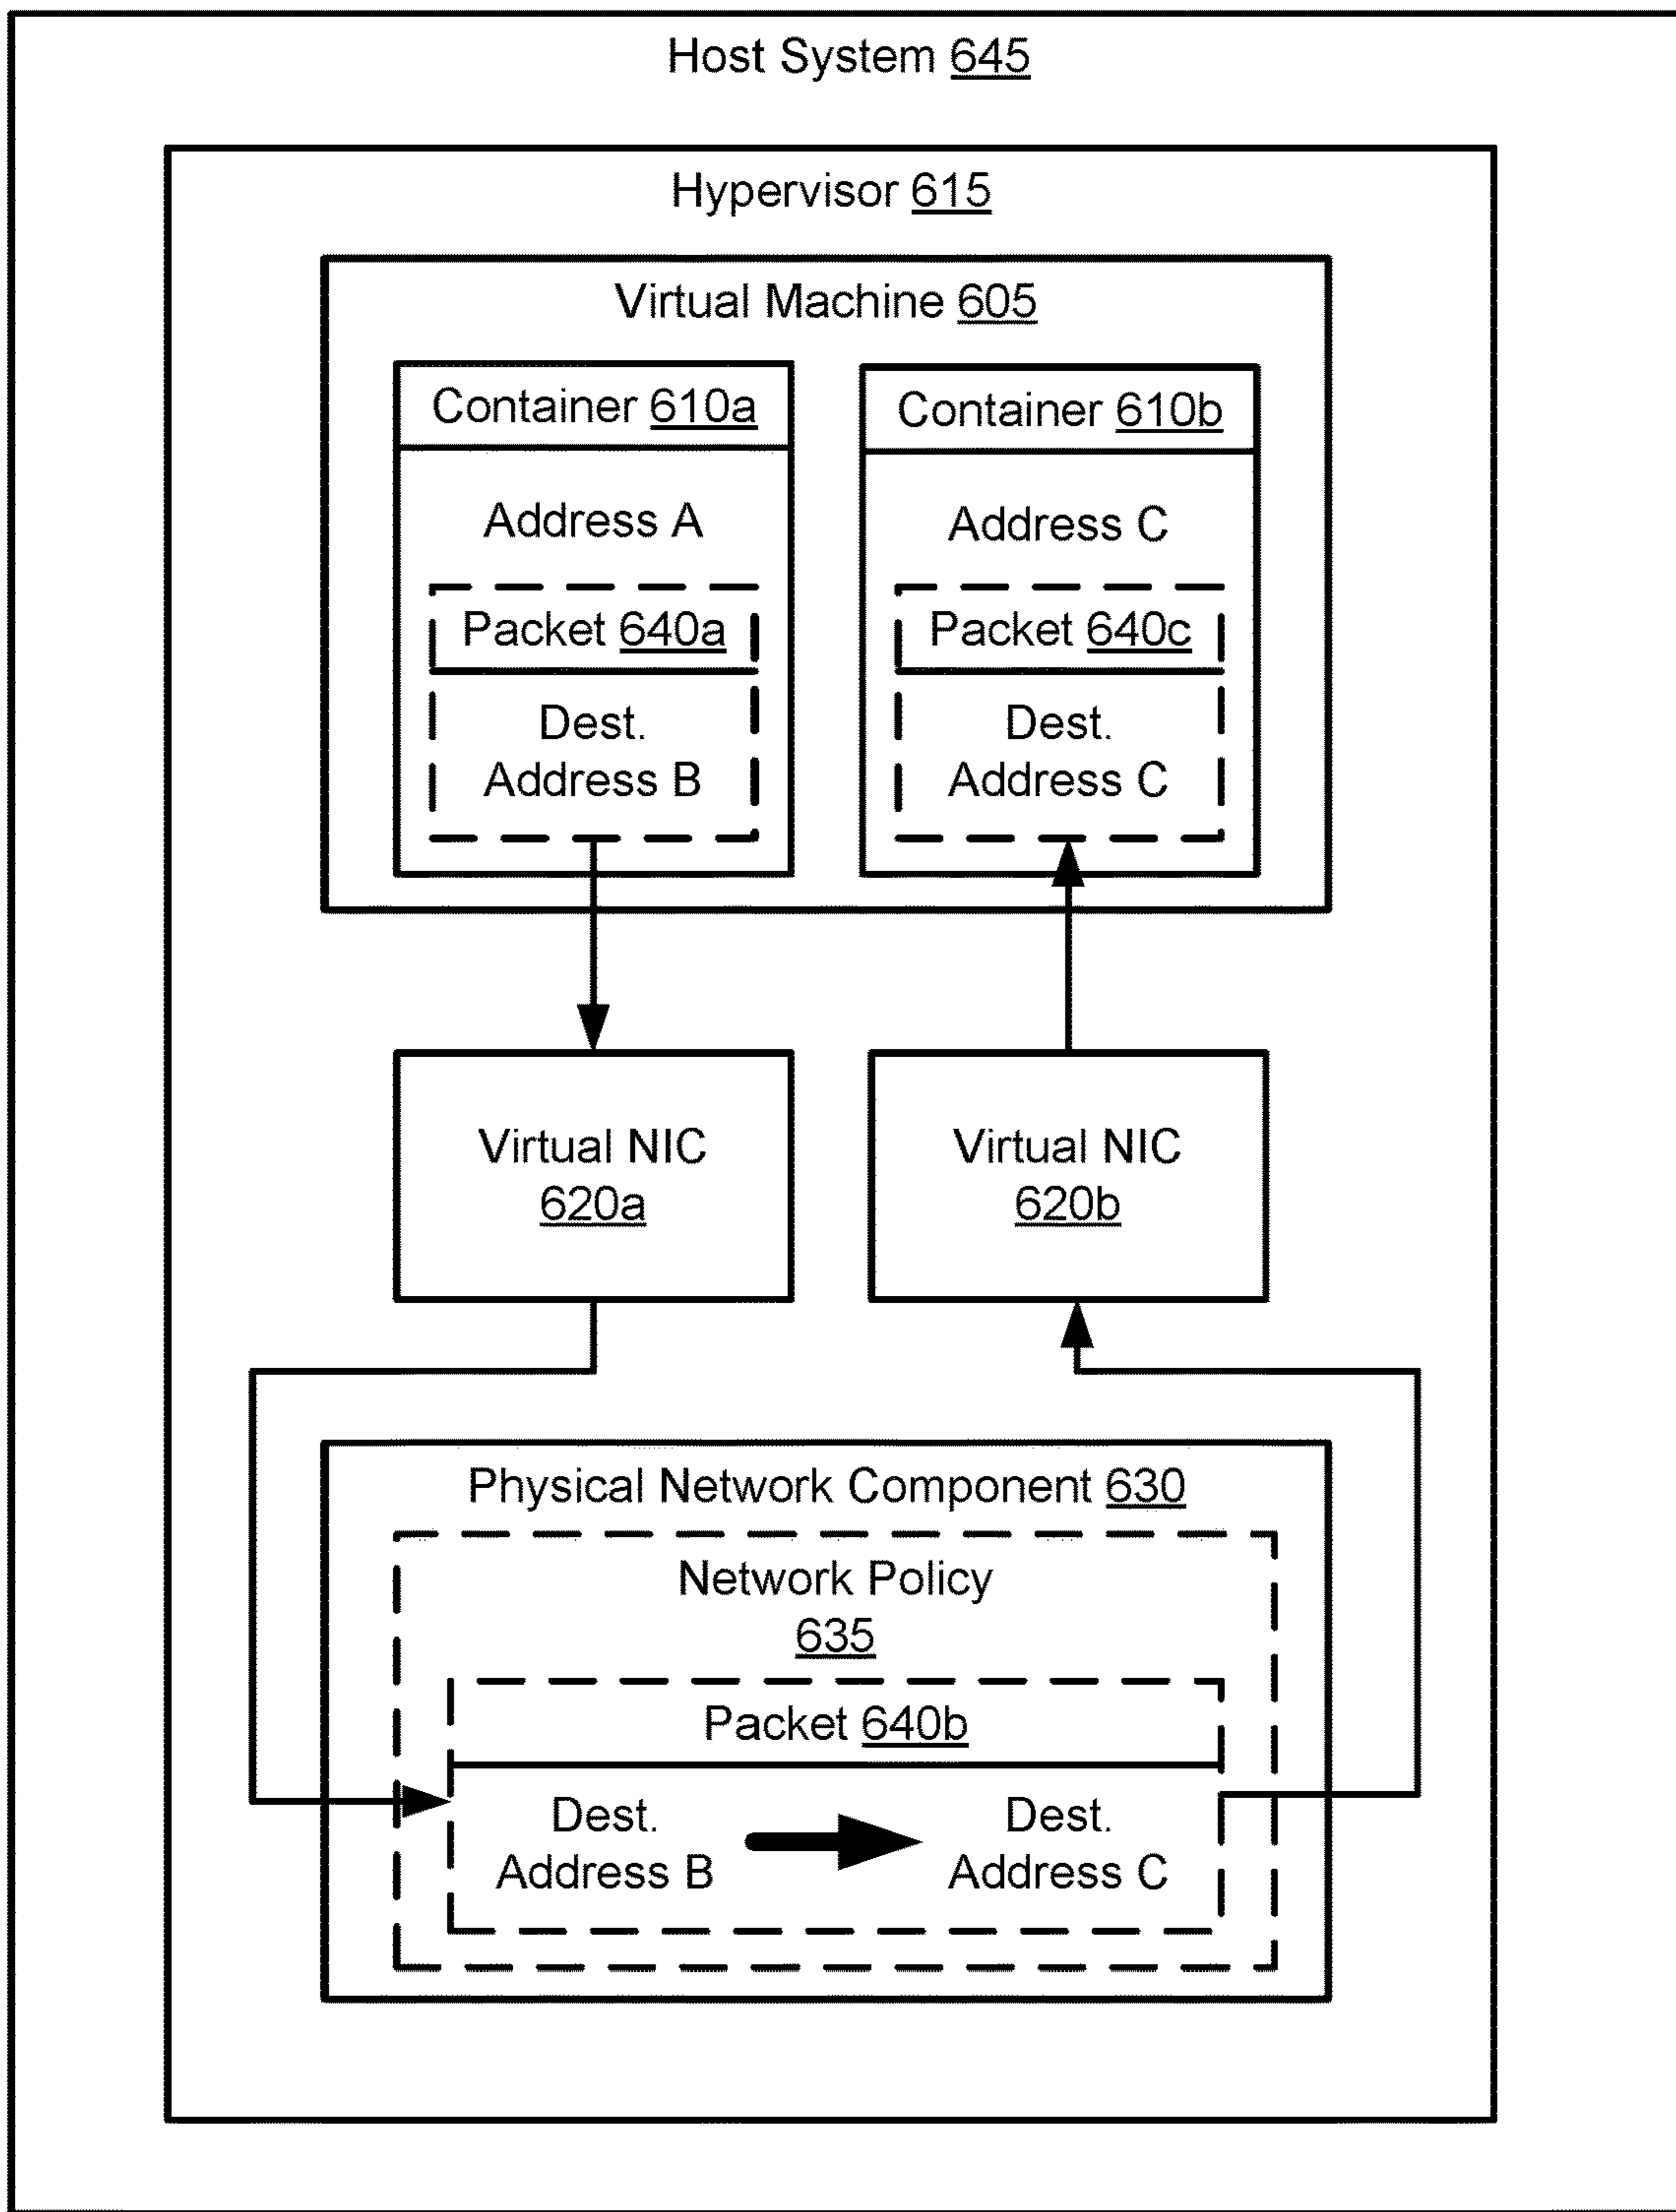 Host System 645
Hypervisor 615
Virtual Machine 605
Container 610a
Address A
Packet 640a
Dest.
Address B
Container 610b
Address C
Packet 640c
Dest.
Address C
Virtual NIC
620a
Virtual NIC
620b
Physical Network Component 630
Network Policy
635
Packet 640b
Dest.
Address B
Dest.
Address C